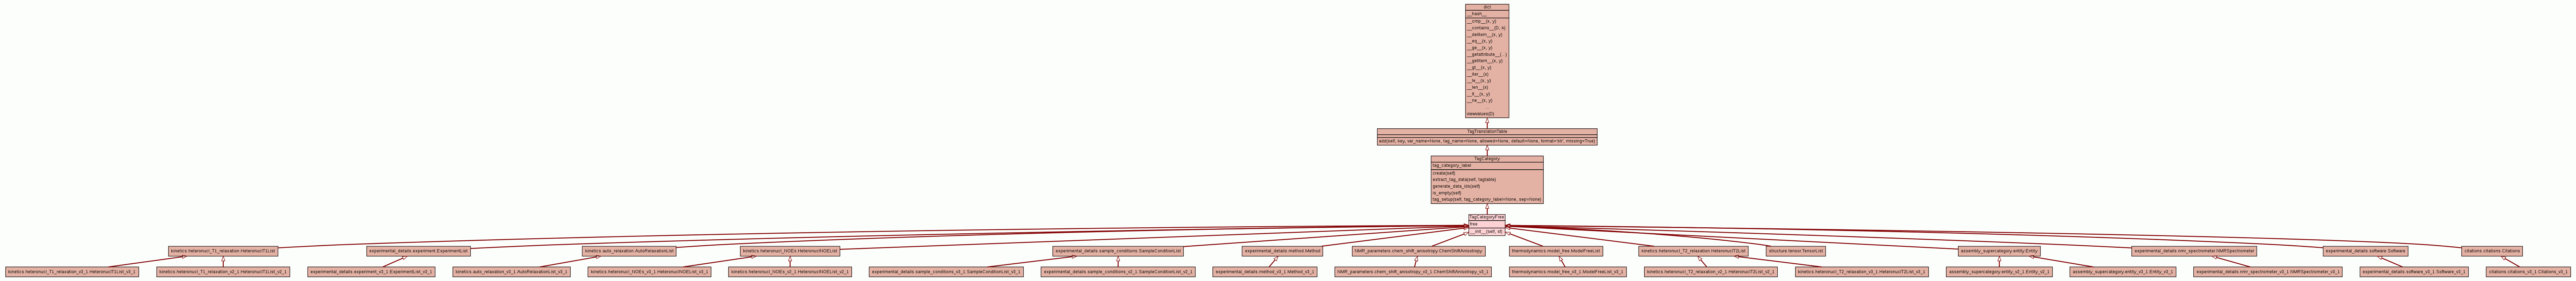 dict
__hash__
__cmp__(x, y)
__contains__(D, k)
__delitem__(x, y)
__eq__(x, y)
__ge__(x, y)
__getattribute__(...)
__getitem__(x, y)
__gt__(x, y)
__iter__(x)
__le__(x, y)
__len__(x)
__lt__(x, y)
__ne__(x, y)
...
viewvalues(D)
TagTranslationTable
add(self, key, var_name=None, tag_name=None, allowed=None, default=None, format='str', missing=True)
TagCategory
tag_category_label
create(self)
extract_tag_data(self, tagtable)
generate_data_ids(self)
is_empty(self)
tag_setup(self, tag_category_label=None, sep=None)
TagCategoryFree
free
__init__(self, sf)
kinetics.heteronucl_T1_relaxation.HeteronuclT1List
experimental_details.experiment.ExperimentList
kinetics.auto_relaxation.AutoRelaxationList
kinetics.heteronucl_NOEs.HeteronuclNOEList
experimental_details.sample_conditions.SampleConditionList
experimental_details.method.Method
NMR_parameters.chem_shift_anisotropy.ChemShiftAnisotropy
thermodynamics.model_free.ModelFreeList
kinetics.heteronucl_T2_relaxation.HeteronuclT2List
structure.tensor.TensorList
assembly_supercategory.entity.Entity
experimental_details.nmr_spectrometer.NMRSpectrometer
experimental_details.software.Software
citations.citations.Citations
kinetics.heteronucl_T1_relaxation_v3_1.HeteronuclT1List_v3_1
kinetics.heteronucl_T1_relaxation_v2_1.HeteronuclT1List_v2_1
experimental_details.experiment_v3_1.ExperimentList_v3_1
kinetics.auto_relaxation_v3_1.AutoRelaxationList_v3_1
kinetics.heteronucl_NOEs_v3_1.HeteronuclNOEList_v3_1
kinetics.heteronucl_NOEs_v2_1.HeteronuclNOEList_v2_1
experimental_details.sample_conditions_v3_1.SampleConditionList_v3_1
experimental_details.sample_conditions_v2_1.SampleConditionList_v2_1
experimental_details.method_v3_1.Method_v3_1
NMR_parameters.chem_shift_anisotropy_v3_1.ChemShiftAnisotropy_v3_1
thermodynamics.model_free_v3_1.ModelFreeList_v3_1
kinetics.heteronucl_T2_relaxation_v2_1.HeteronuclT2List_v2_1
kinetics.heteronucl_T2_relaxation_v3_1.HeteronuclT2List_v3_1
assembly_supercategory.entity_v2_1.Entity_v2_1
assembly_supercategory.entity_v3_1.Entity_v3_1
experimental_details.nmr_spectrometer_v3_1.NMRSpectrometer_v3_1
experimental_details.software_v3_1.Software_v3_1
citations.citations_v3_1.Citations_v3_1